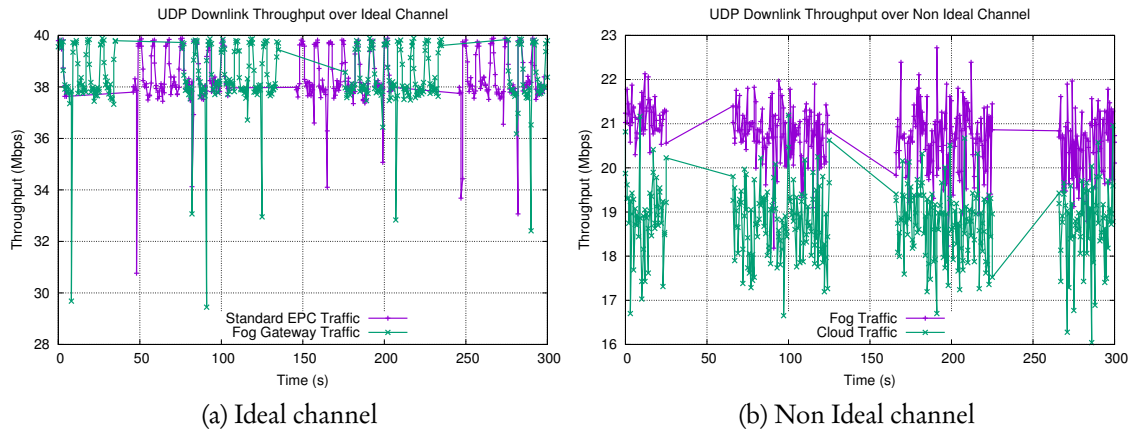 UDP Downlink Throughput over Ideal Channel
40
38
36
34
32
30
28
Throughput (Mbps)
Standard EPC Traffic
Fog Gateway Traffic
0 50 100 150 200 250 300
Time (s)
(a) Ideal channel
UDP Downlink Throughput over Non Ideal Channel
23
22
21
20
19
18
17
16
Throughput (Mbps)
Fog Traffic
Cloud Traffic
0 50 100 150 200 250 300
Time (s)
(b) Non Ideal channel